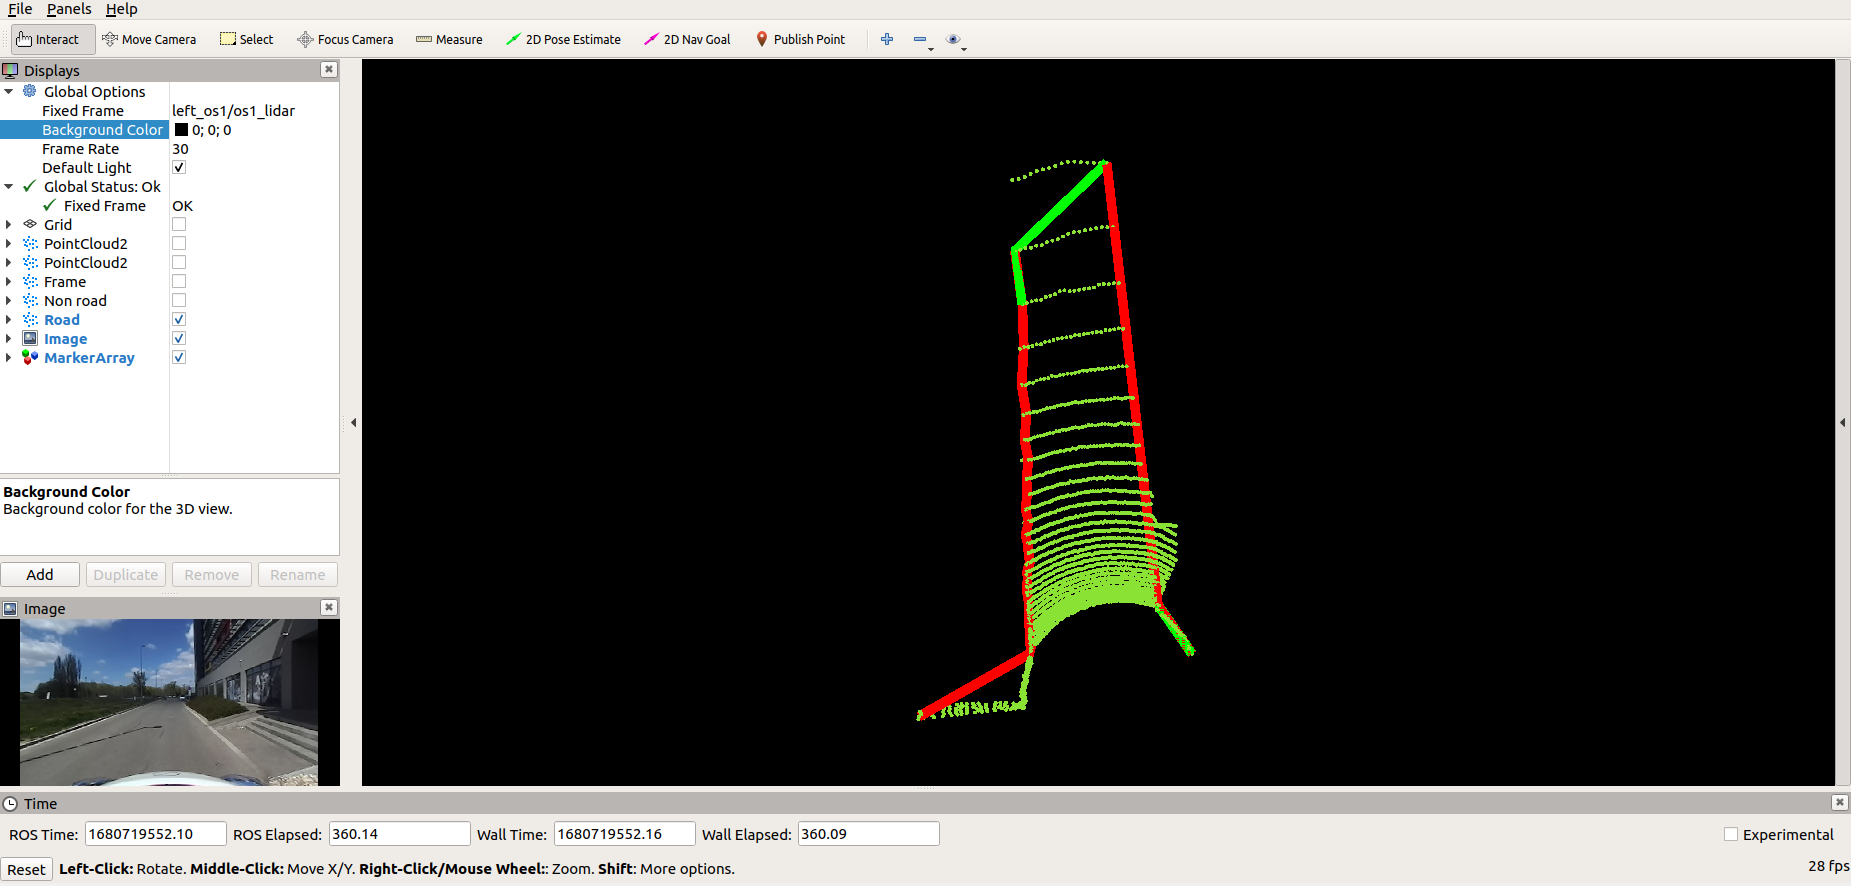 File Panels Help
Interact Move Camera Select Focus Camera Measure 2D Pose Estimate 2D Nav Goal Publish Point
Displays
Global Options
Fixed Frame left_os1/os1_lidar
Background Color 0; 0; 0
Frame Rate 30
Default Light
Global Status: Ok
Fixed Frame OK
Grid
PointCloud2
PointCloud2
Frame
Non road
Road
Image
MarkerArray
Background Color
Background color for the 3D view.
Add Duplicate Remove Rename
Image
Time
ROS Time: 1680719552.10 ROS Elapsed: 360.14 Wall Time: 1680719552.16 Wall Elapsed: 360.09 Experimental
Reset Left-Click: Rotate. Middle-Click: Move X/Y. Right-Click/Mouse Wheel:: Zoom. Shift: More options. 28 fps